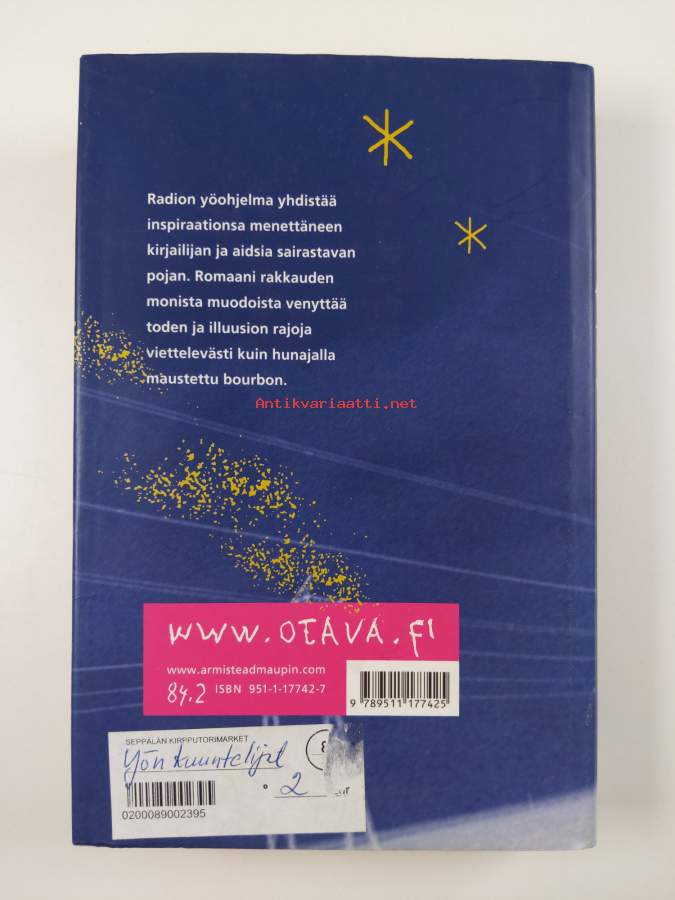 Radion yöohjelma yhdistää
inspiraationsa menettäneen
kirjailijan ja aidsia sairastavan
pojan. Romaani rakkauden
monista muodoista venyttää
toden ja illuusion rajoja
viettelevästi kuin hunajalla
maustettu bourbon.
Antikvariaatti.net
WWW.OTAVA.FI
www.armisteadmaupin.com
84.2 ISBN 951-1-17742-7
9 789511 177425
SEPPÄLÄN KIRPPUTORIMARKET
Yön kuuntelijat
2
0200089002395